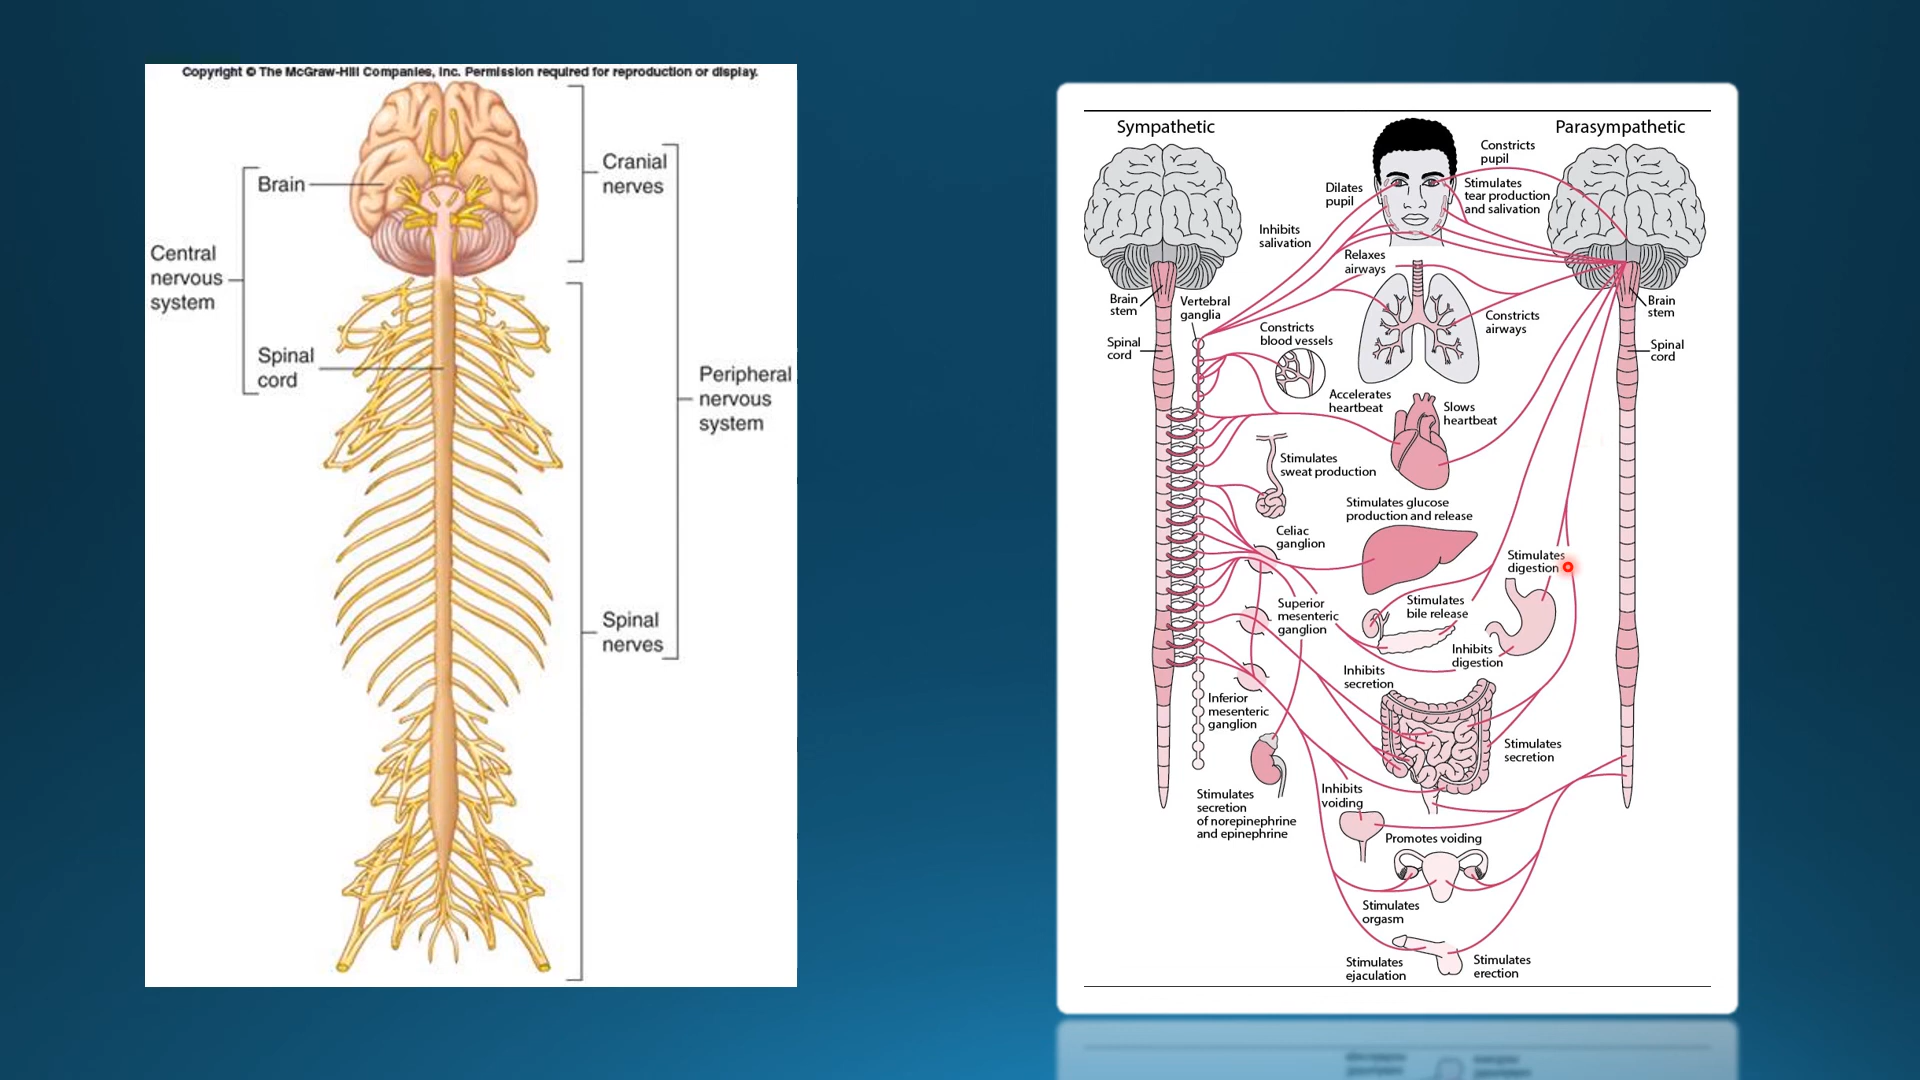 Copyright © The McGraw-Hill Companies, Inc. Permission required for reproduction or display.
Cranial
nerves
Brain
Central
nervous
system
Spinal
cord
Peripheral
nervous
system
Spinal
nerves
Sympathetic
Parasympathetic
Constricts
pupil
Dilates
pupil
Stimulates
tear production
and salivation
Inhibits
salivation
Relaxes
airways
Brain
stem
Vertebral
ganglia
Brain
stem
Constricts
airways
Constricts
blood vessels
Spinal
cord
Spinal
cord
Accelerates
heartbeat
Slows
heartbeat
Stimulates
sweat production
Stimulates glucose
production and release
Celiac
ganglion
Stimulates
digestion
Superior
mesenteric
ganglion
Stimulates
bile release
Inhibits
digestion
Inhibits
secretion
Inferior
mesenteric
ganglion
Stimulates
secretion
Stimulates
secretion
of norepinephrine
and epinephrine
Inhibits
voiding
Promotes voiding
Stimulates
orgasm
Stimulates
ejaculation
Stimulates
erection